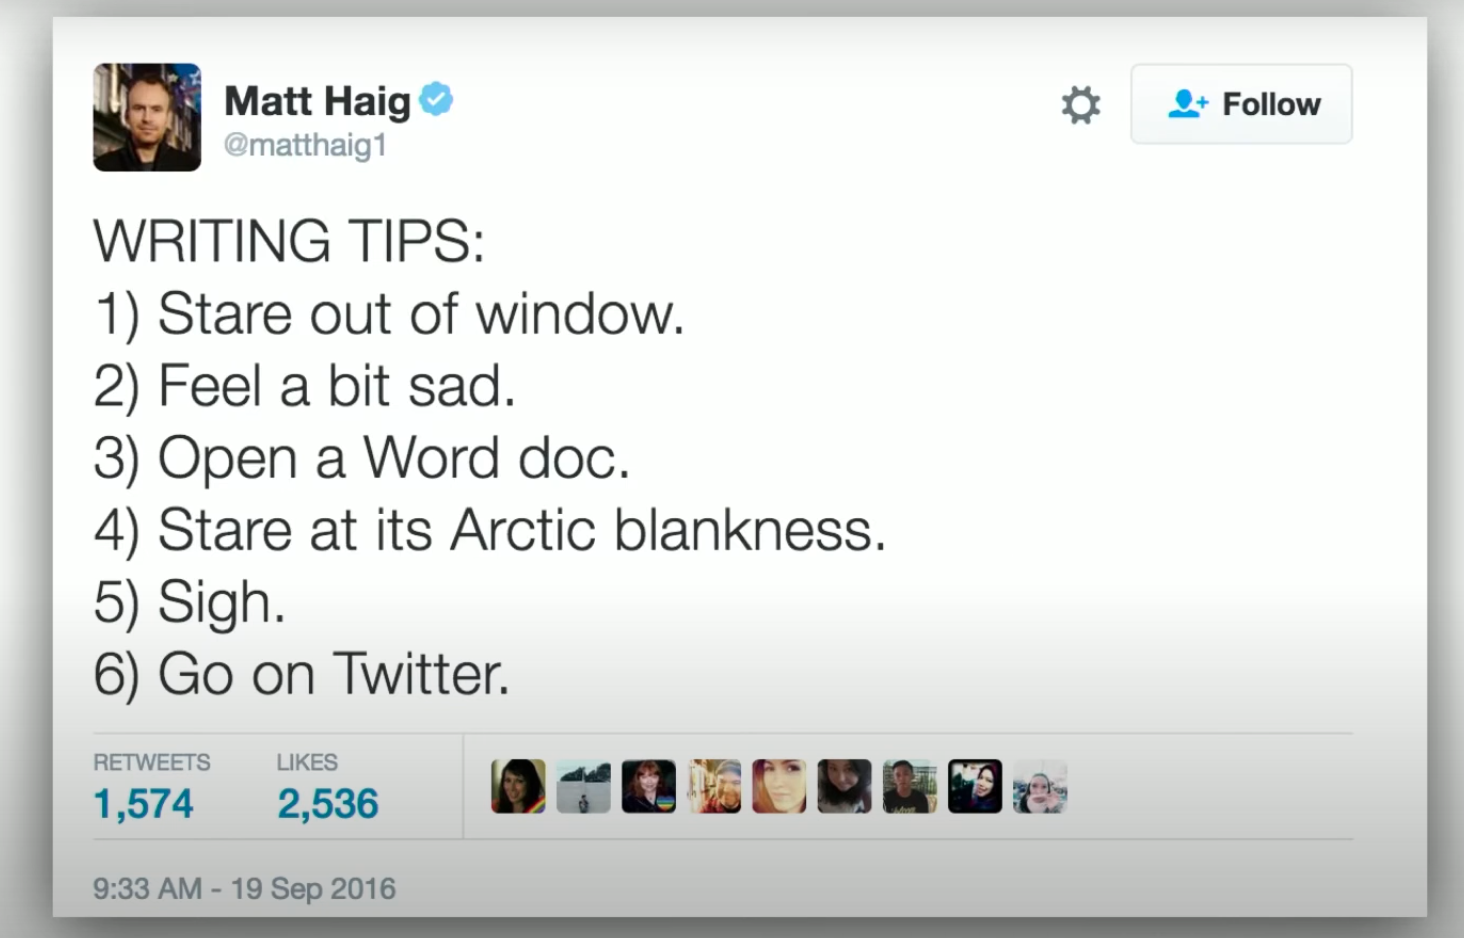 Matt Haig
@matthaig1
Follow
WRITING TIPS:
1) Stare out of window.
2) Feel a bit sad.
3) Open a Word doc.
4) Stare at its Arctic blankness.
5) Sigh.
6) Go on Twitter.
RETWEETS LIKES
1,574 2,536
9:33 AM - 19 Sep 2016